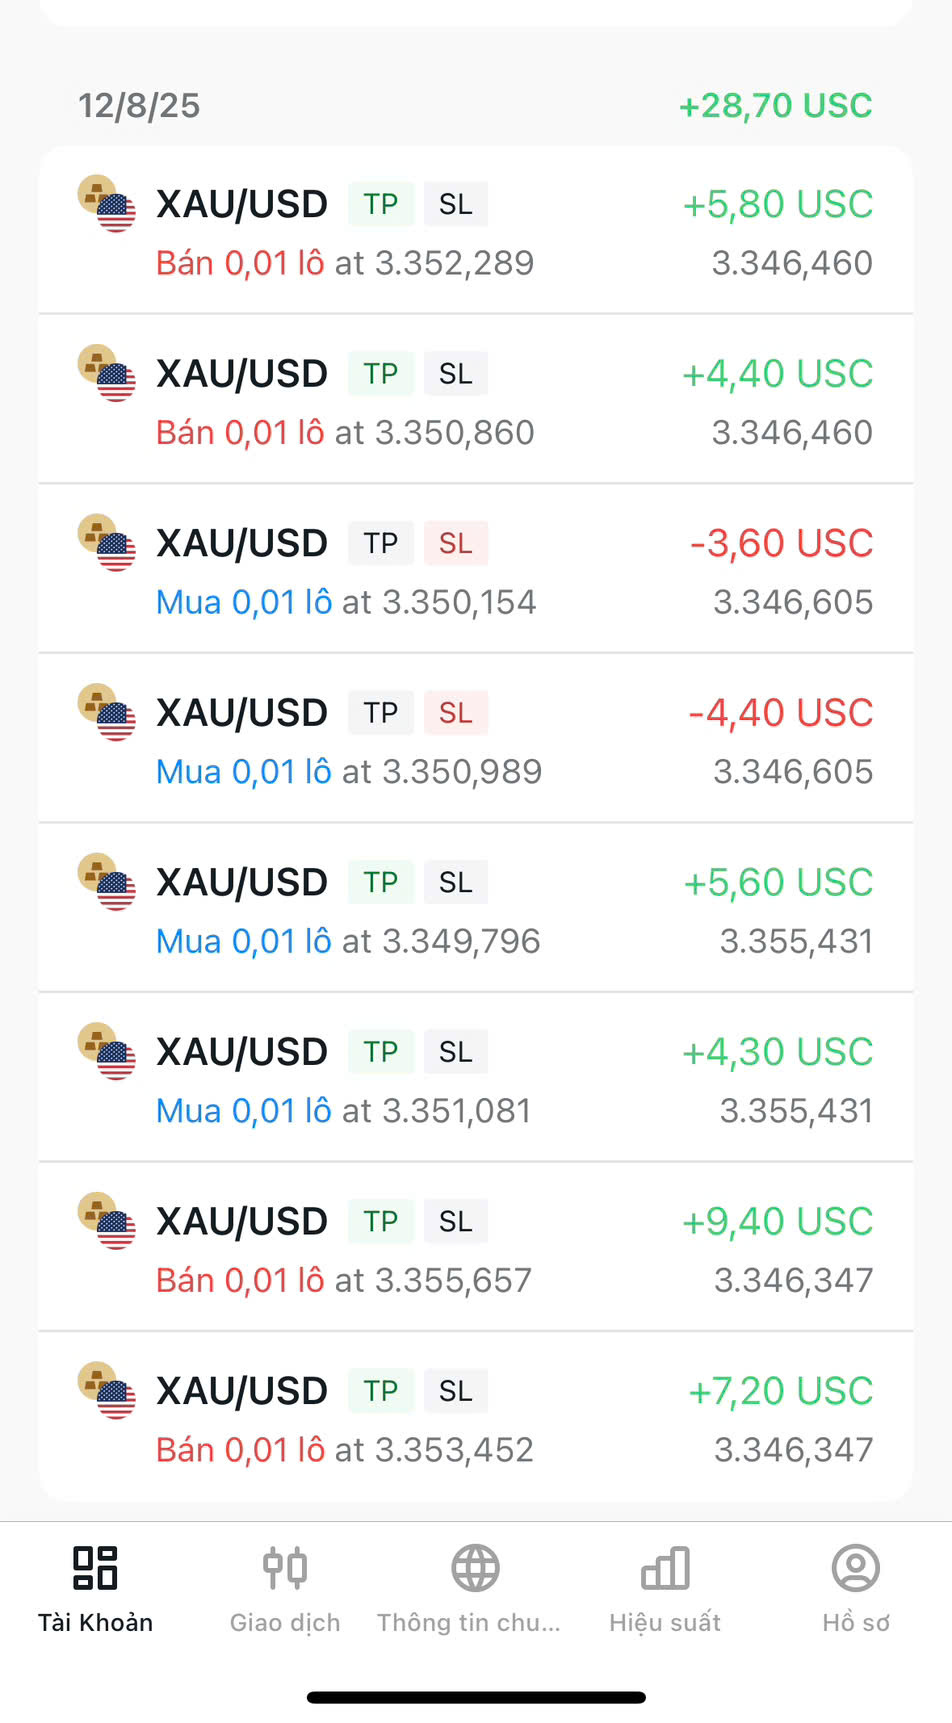 12/8/25 +28,70 USC
XAU/USD TP SL +5,80 USC
Bán 0,01 lô at 3.352,289 3.346,460
XAU/USD TP SL +4,40 USC
Bán 0,01 lô at 3.350,860 3.346,460
XAU/USD TP SL -3,60 USC
Mua 0,01 lô at 3.350,154 3.346,605
XAU/USD TP SL -4,40 USC
Mua 0,01 lô at 3.350,989 3.346,605
XAU/USD TP SL +5,60 USC
Mua 0,01 lô at 3.349,796 3.355,431
XAU/USD TP SL +4,30 USC
Mua 0,01 lô at 3.351,081 3.355,431
XAU/USD TP SL +9,40 USC
Bán 0,01 lô at 3.355,657 3.346,347
XAU/USD TP SL +7,20 USC
Bán 0,01 lô at 3.353,452 3.346,347
Tài Khoản Giao dịch Thông tin chu... Hiệu suất Hồ sơ